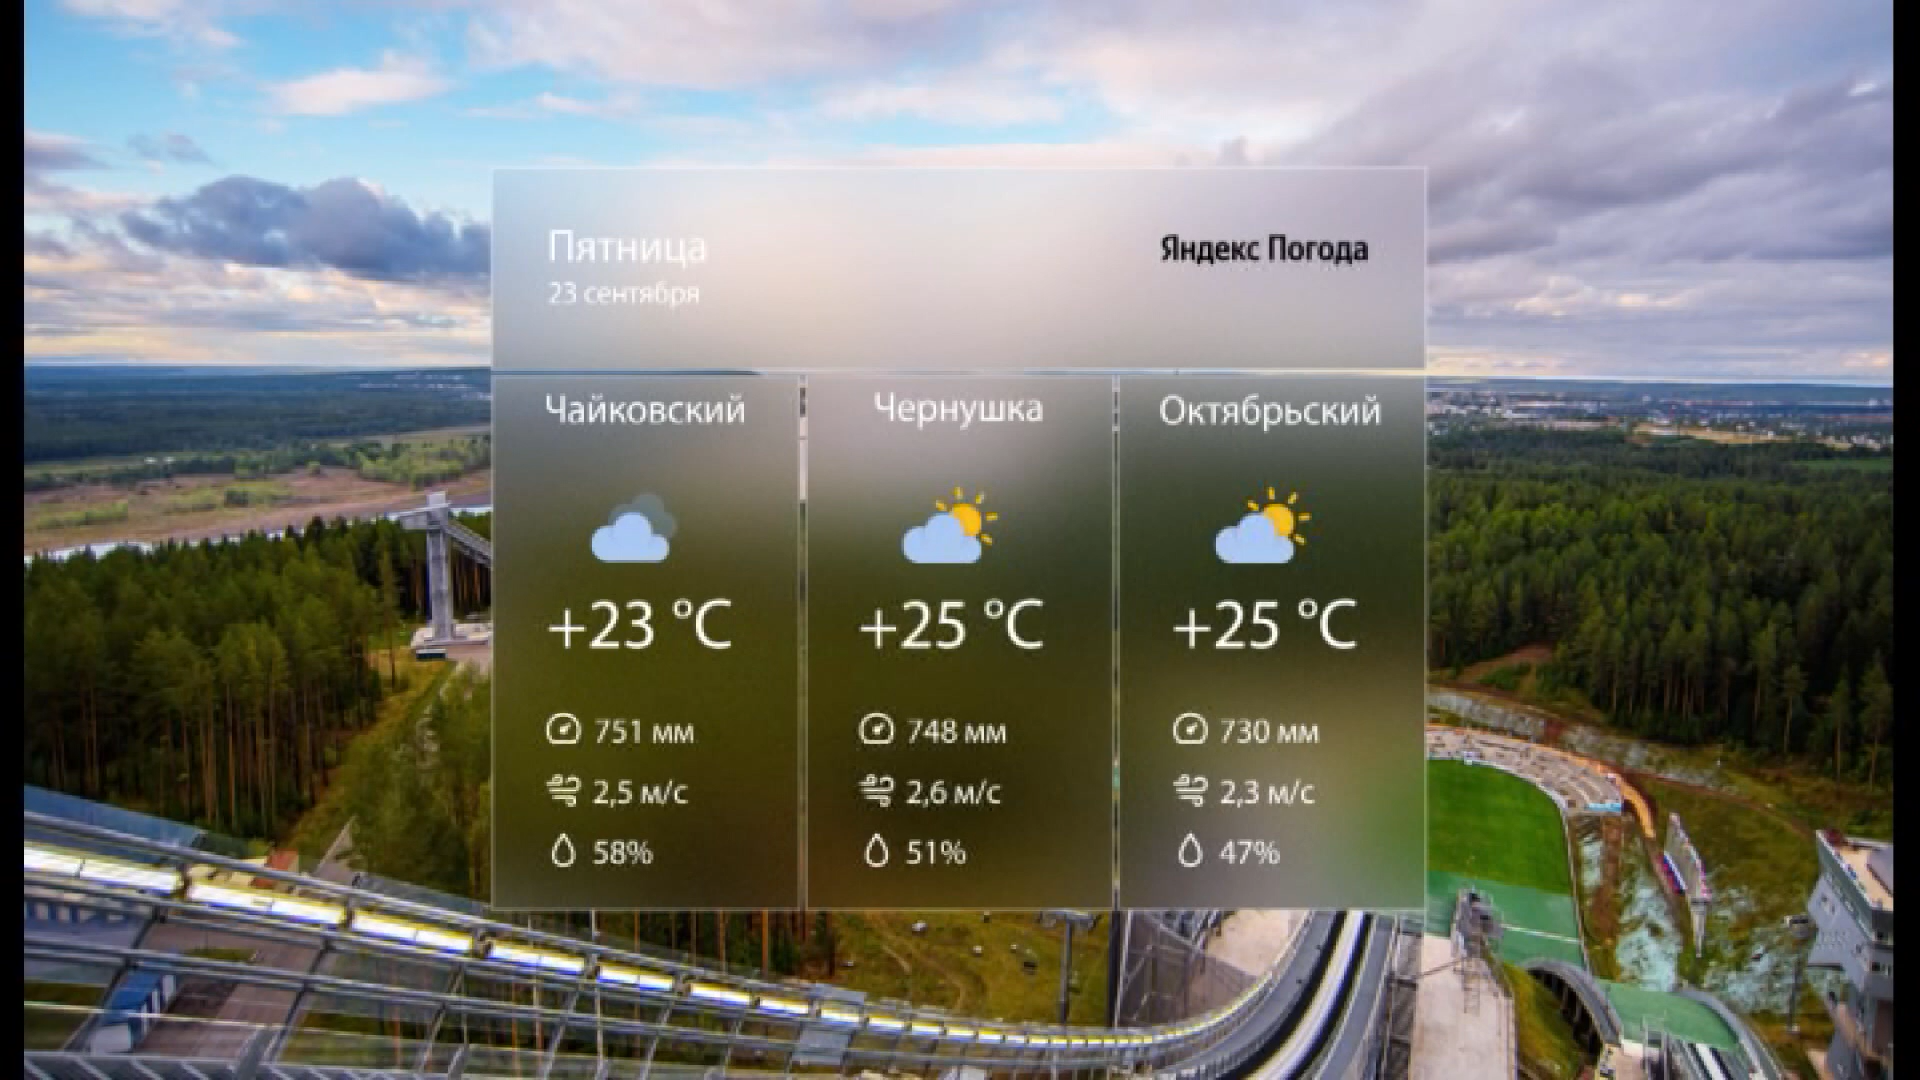 Пятница
23 сентября
Яндекс Погода
Чайковский
+23 °C
751 мм
2,5 м/с
58%
Чернушка
+25 °C
748 мм
2,6 м/с
51%
Октябрьский
+25 °C
730 мм
2,3 м/с
47%